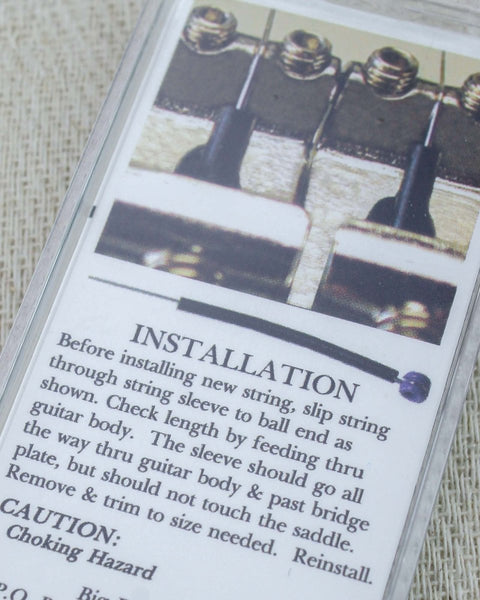 INSTALLATION
Before installing new string, slip string
through string sleeve to ball end as
shown. Check length by feeding thru
guitar body. The sleeve should go all
the way thru guitar body & past bridge
plate, but should not touch the saddle.
Remove & trim to size needed. Reinstall.
CAUTION:
Choking Hazard
Big
P.O.